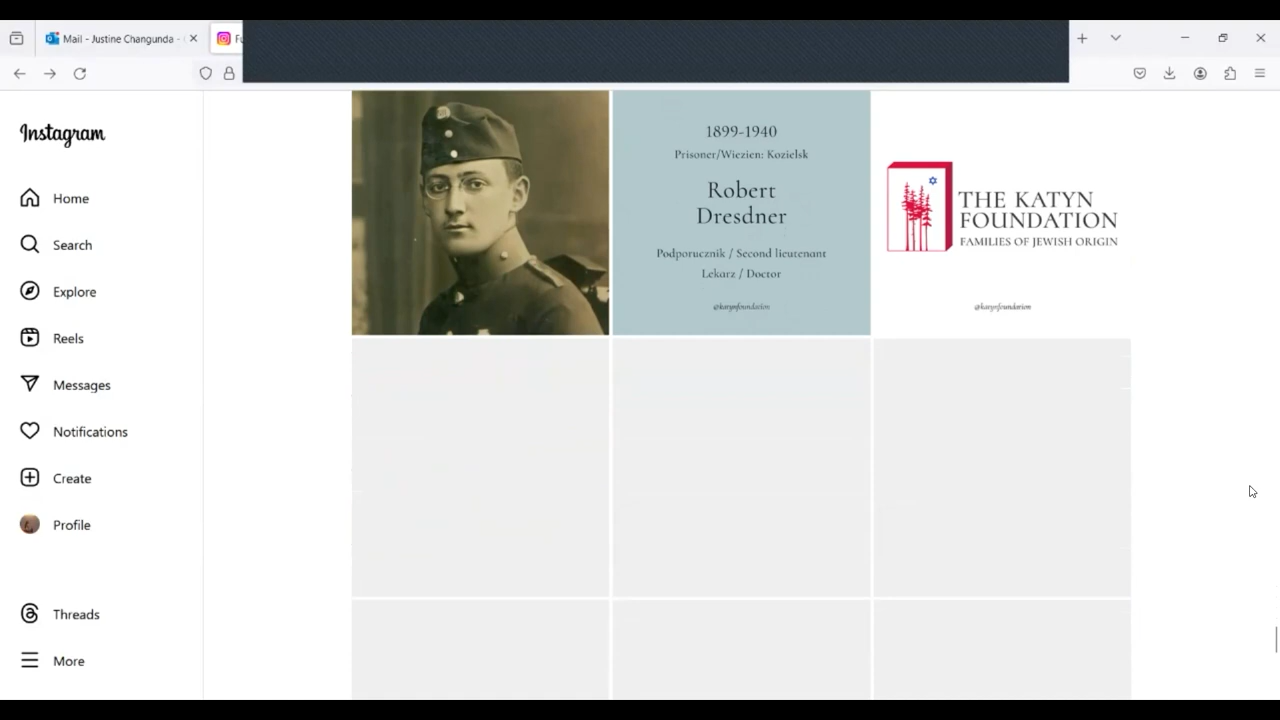 Mail - Justine Changunda -
Instagram
Home
Search
Explore
Reels
Messages
Notifications
Create
Profile
Threads
More
1899-1940
Prisoner/Wiezien: Kozielsk
Robert
Dresdner
Podporucznik / Second lieutenant
Lekarz / Doctor
@katynfoundation
THE KATYN
FOUNDATION
FAMILIES OF JEWISH ORIGIN
@katynfoundation